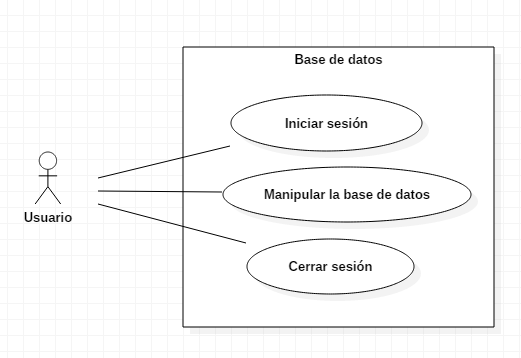 Base de datos
Iniciar sesión
Manipular la base de datos
Usuario
Cerrar sesión